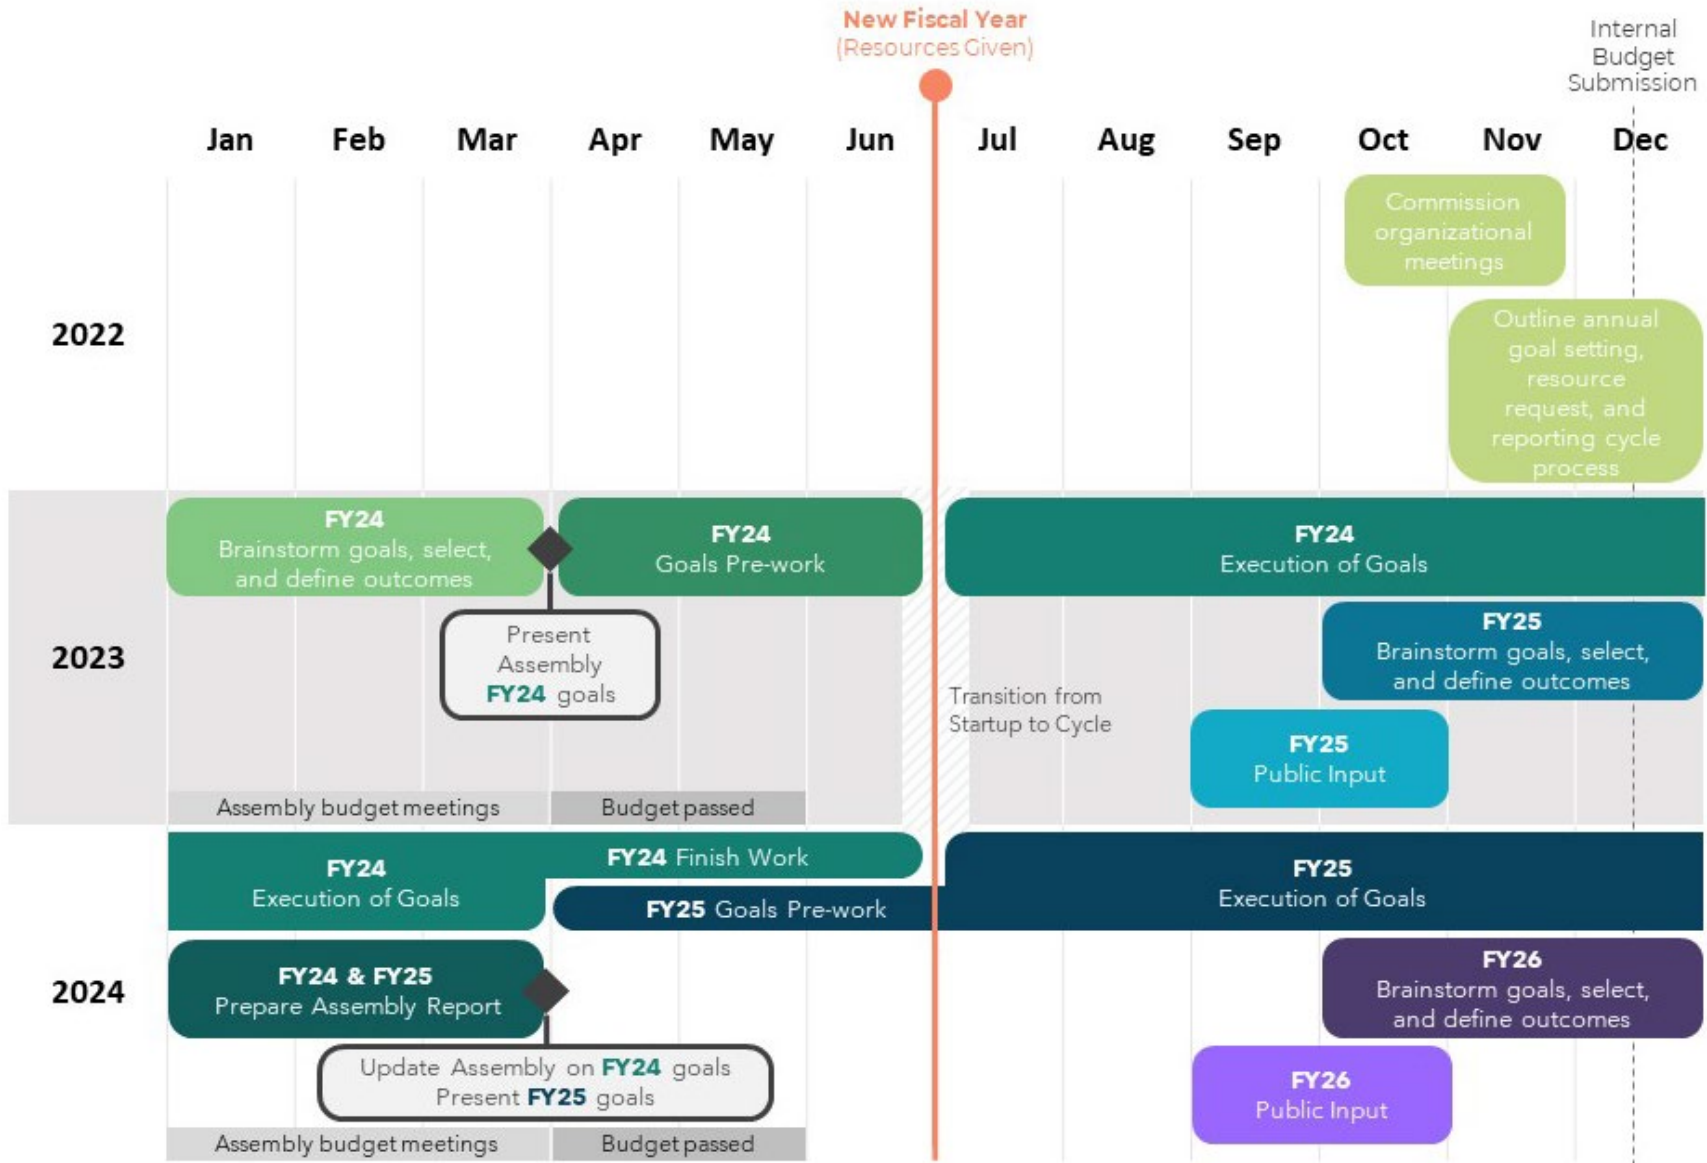 New Fiscal Year
(Resources Given)
Internal
Budget
Submission
Jan Feb Mar Apr May Jun Jul Aug Sep Oct Nov Dec
2022
Commission
organizational
meetings
Outline annual
goal setting,
resource
request, and
reporting cycle
process
2023
FY24
Brainstorm goals, select,
and define outcomes
FY24
Goals Pre-work
FY24
Execution of Goals
Present
Assembly
FY24 goals
FY25
Brainstorm goals, select,
and define outcomes
Transition from
Startup to Cycle
FY25
Public Input
Assembly budget meetings
Budget passed
2024
FY24
Execution of Goals
FY24 Finish Work
FY25 Goals Pre-work
FY25
Execution of Goals
FY24 & FY25
Prepare Assembly Report
FY26
Brainstorm goals, select,
and define outcomes
Update Assembly on FY24 goals
Present FY25 goals
FY26
Public Input
Assembly budget meetings
Budget passed